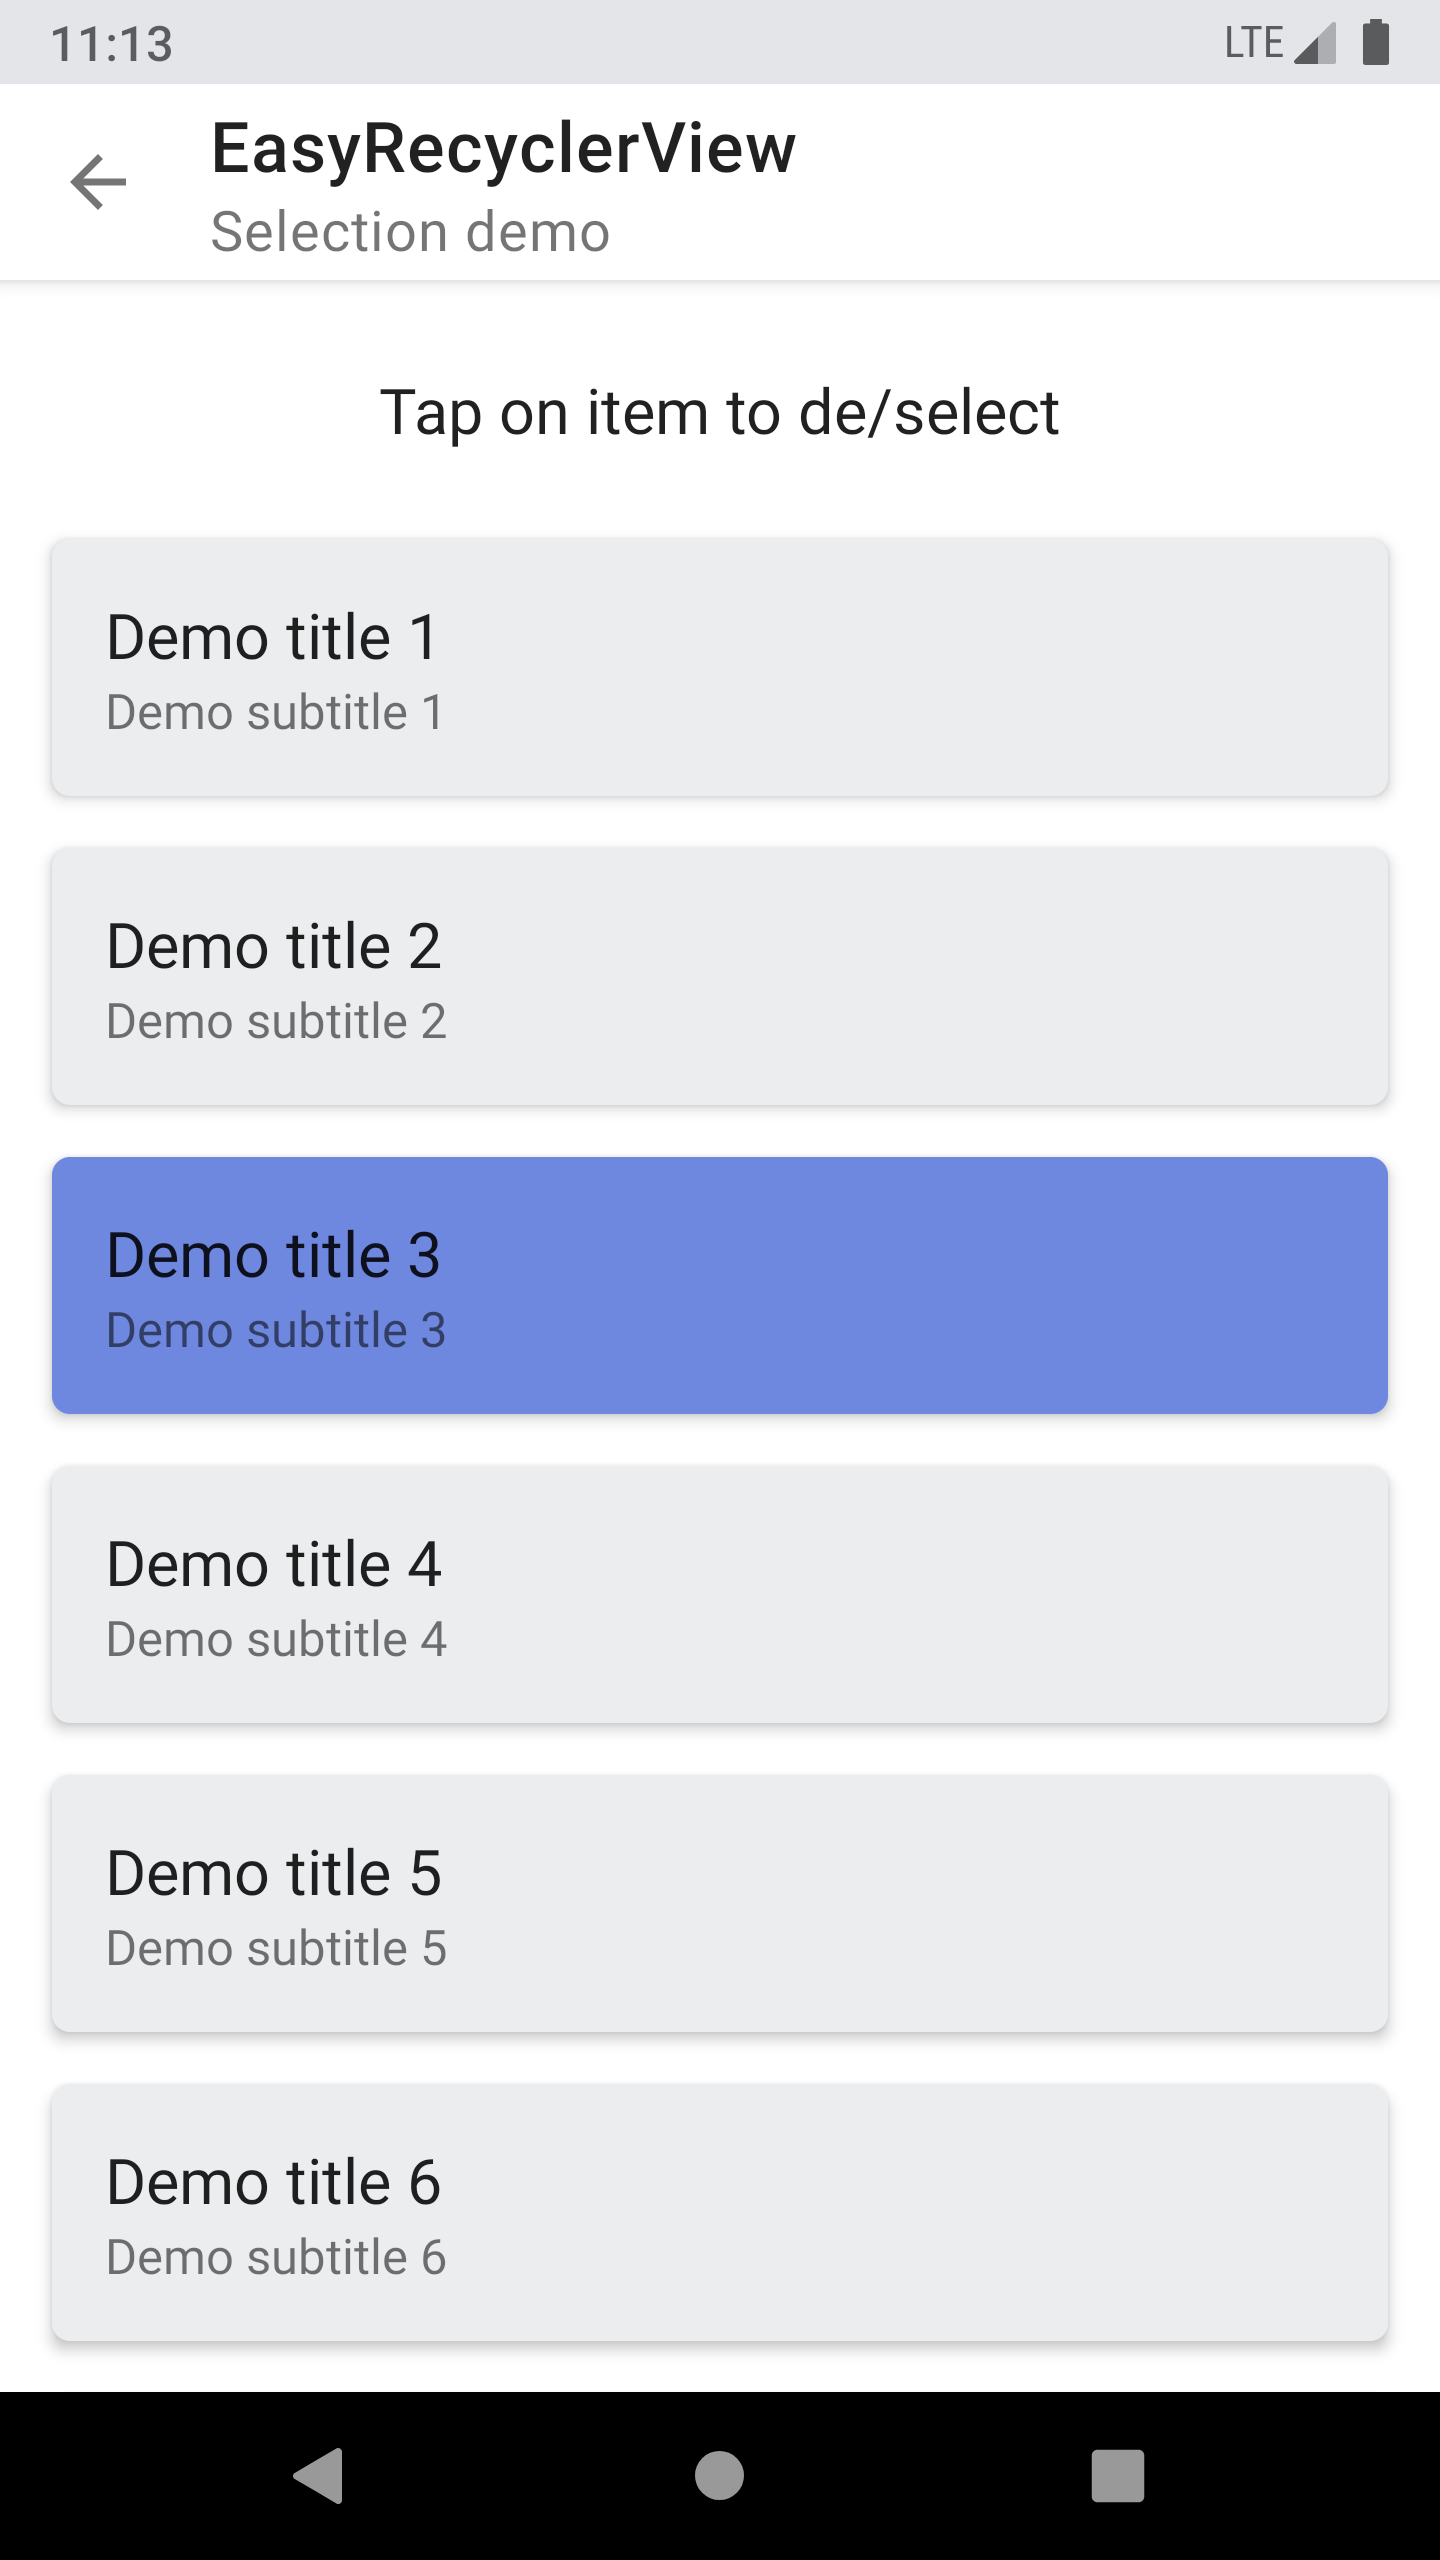 11:13 LTE
EasyRecyclerView
Selection demo
Tap on item to de/select
Demo title 1
Demo subtitle 1
Demo title 2
Demo subtitle 2
Demo title 3
Demo subtitle 3
Demo title 4
Demo subtitle 4
Demo title 5
Demo subtitle 5
Demo title 6
Demo subtitle 6